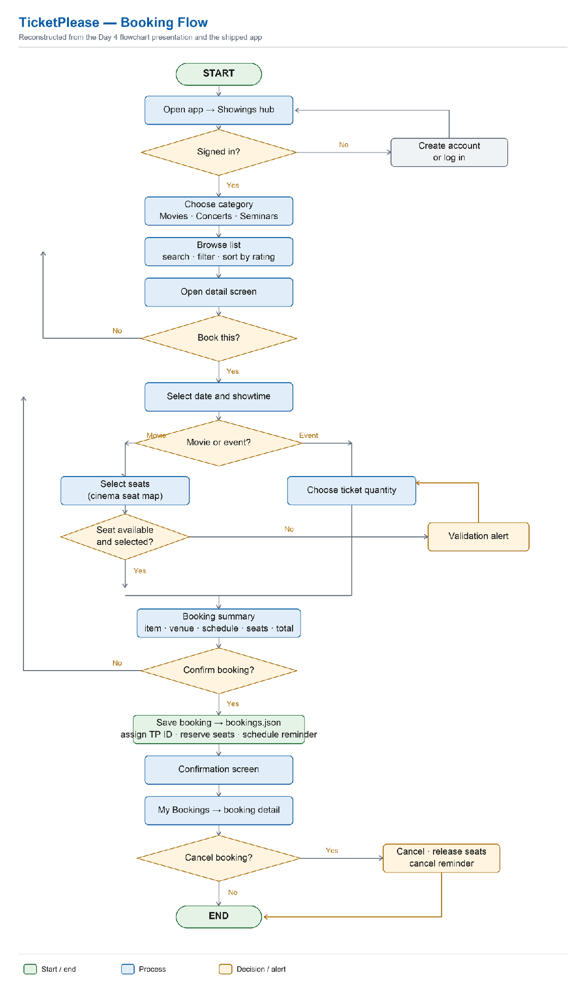 TicketPlease — Booking Flow
Reconstructed from the Day 4 flowchart presentation and the shipped app
START
Open app → Showings hub
Signed in?
No
Create account
or log in
Yes
Choose category
Movies · Concerts · Seminars
Browse list
search · filter · sort by rating
Open detail screen
No
Book this?
Yes
Select date and showtime
Movie
Movie or event?
Event
Select seats
(cinema seat map)
Choose ticket quantity
Seat available
and selected?
No
Validation alert
Yes
Booking summary
item · venue · schedule · seats · total
No
Confirm booking?
Yes
Save booking → bookings.json
assign TP ID · reserve seats · schedule reminder
Confirmation screen
My Bookings → booking detail
Cancel booking?
Yes
Cancel · release seats
cancel reminder
No
END
Start / end
Process
Decision / alert